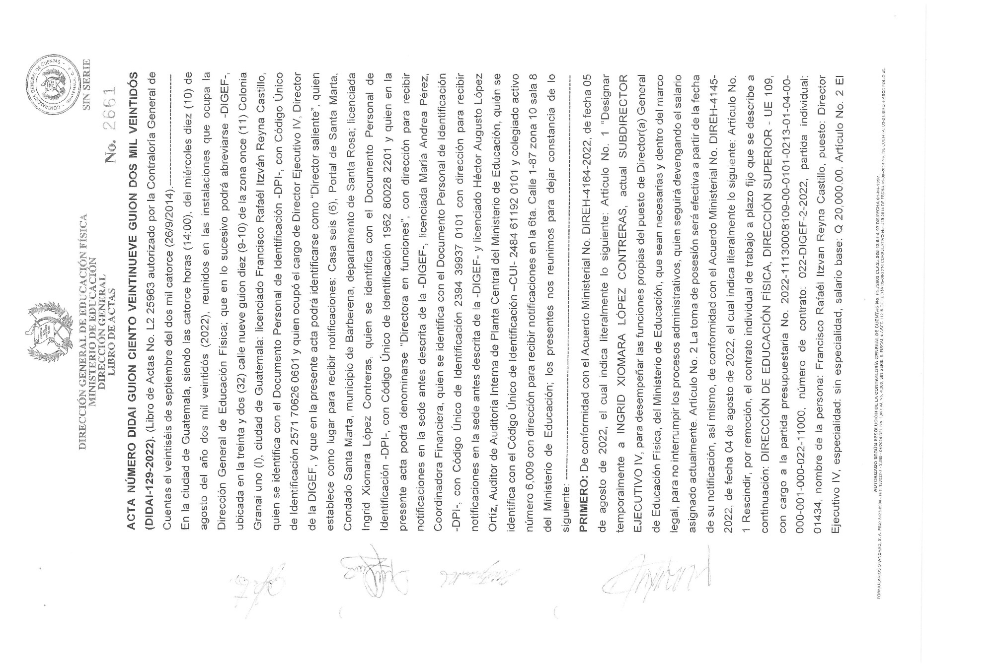 DIRECCIÓN GENERAL DE EDUCACIÓN FÍSICA
MINISTERIO DE EDUCACIÓN
DIRECCIÓN GENERAL
LIBRO DE ACTAS
CONTRALORÍA GENERAL DE CUENTAS
GUATEMALA, C.A.
SIN SERIE
No. 2661
ACTA NÚMERO DIDAI GUION CIENTO VEINTINUEVE GUION DOS MIL VEINTIDÓS
(DIDAI-129-2022). (Libro de Actas No. L2 25963 autorizado por la Contraloría General de
Cuentas el veintiséis de septiembre del dos mil catorce (26/9/2014).--------------------
En la ciudad de Guatemala, siendo las catorce horas (14:00), del miércoles diez (10) de
agosto del año dos mil veintidós (2022), reunidos en las instalaciones que ocupa la
Dirección General de Educación Física; que en lo sucesivo podrá abreviarse -DIGEF-,
ubicada en la treinta y dos (32) calle nueve guion diez (9-10) de la zona once (11) Colonia
Granai uno (I), ciudad de Guatemala: licenciado Francisco Rafaél Itzván Reyna Castillo,
quien se identifica con el Documento Personal de Identificación -DPI-, con Código Único
de Identificación 2571 70626 0601 y quien ocupó el cargo de Director Ejecutivo IV, Director
de la DIGEF, y que en la presente acta podrá identificarse como “Director saliente”, quien
establece como lugar para recibir notificaciones: Casa seis (6), Portal de Santa Marta,
Condado Santa Marta, municipio de Barberena, departamento de Santa Rosa; licenciada
Ingrid Xiomara López Contreras, quien se identifica con el Documento Personal de
Identificación -DPI-, con Código Único de Identificación 1962 80028 2201 y quien en la
presente acta podrá denominarse “Directora en funciones”, con dirección para recibir
notificaciones en la sede antes descrita de la -DIGEF-, licenciada María Andrea Pérez,
Coordinadora Financiera, quien se identifica con el Documento Personal de Identificación
-DPI-, con Código Único de Identificación 2394 39937 0101 con dirección para recibir
notificaciones en la sede antes descrita de la -DIGEF- y licenciado Héctor Augusto López
Ortíz, Auditor de Auditoría Interna de Planta Central del Ministerio de Educación, quién se
identifica con el Código Único de Identificación –CUI- 2484 61192 0101 y colegiado activo
número 6,009 con dirección para recibir notificaciones en la 6ta. Calle 1-87 zona 10 sala 8
del Ministerio de Educación; los presentes nos reunimos para dejar constancia de lo
siguiente: --------------------
PRIMERO: De conformidad con el Acuerdo Ministerial No. DIREH-4164-2022, de fecha 05
de agosto de 2022, el cual indica literalmente lo siguiente: Artículo No. 1 “Designar
temporalmente a INGRID XIOMARA LÓPEZ CONTRERAS, actual SUBDIRECTOR
EJECUTIVO IV, para desempeñar las funciones propias del puesto de Director(a) General
de Educación Física, del Ministerio de Educación, que sean necesarias y dentro del marco
legal, para no interrumpir los procesos administrativos, quien seguirá devengando el salario
asignado actualmente. Artículo No. 2 La toma de posesión será efectiva a partir de la fecha
de su notificación, así mismo, de conformidad con el Acuerdo Ministerial No. DIREH-4145-
2022, de fecha 04 de agosto de 2022, el cual indica literalmente lo siguiente: Artículo No.
1 Rescindir, por remoción, el contrato individual de trabajo a plazo fijo que se describe a
continuación: DIRECCIÓN DE EDUCACIÓN FÍSICA, DIRECCIÓN SUPERIOR - UE 109,
con cargo a la partida presupuestaria No. 2022-11130008109-00-0101-0213-01-04-00-
000-001-000-022-11000, número de contrato: 022-DIGEF-2-2022, partida individual:
01434, nombre de la persona: Francisco Rafaél Itzvan Reyna Castillo, puesto: Director
Ejecutivo IV, especialidad: sin especialidad, salario base: Q 20,000.00. Artículo No. 2 El
AUTORIZADO SEGÚN RESOLUCIÓN DE LA CONTRALORÍA GENERAL DE CUENTAS No.
FORMULARIOS STANDARD, S. A.